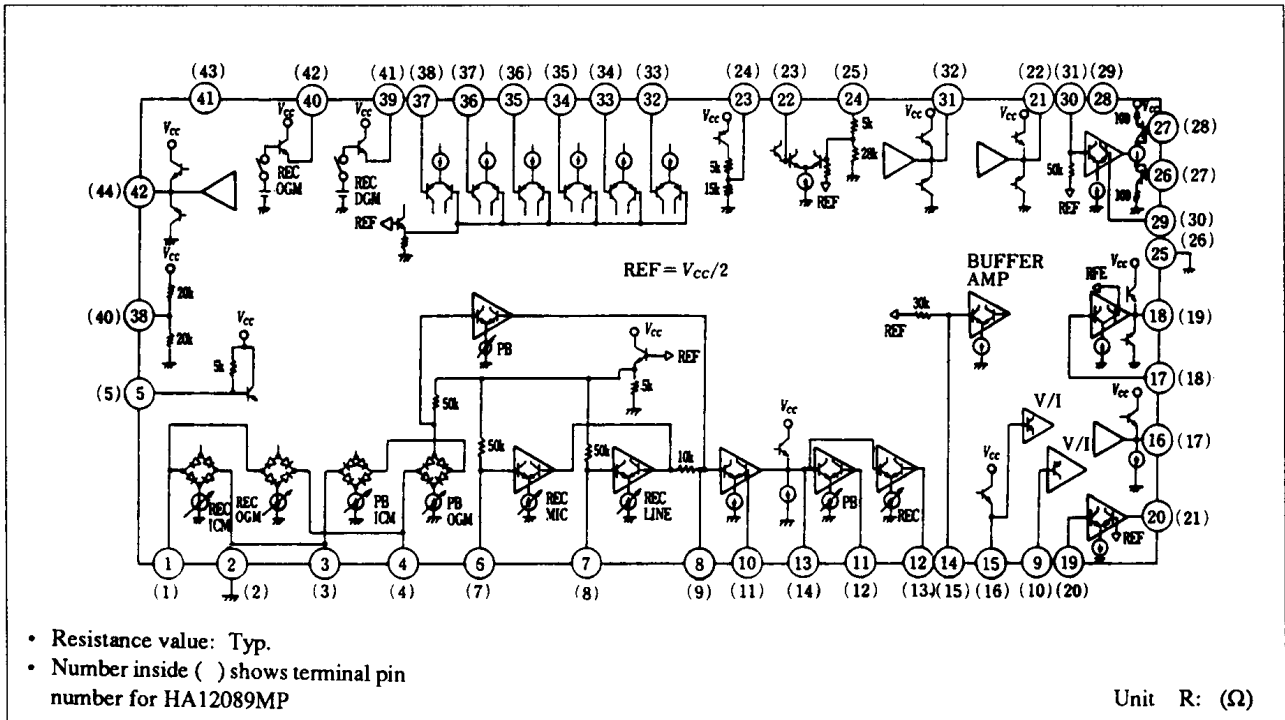 (43) (42) (41) (38) (37) (36) (35) (34) (33) (24) (23) (25) (32) (22) (31) (29)
41 40 39 37 36 35 34 33 32 23 22 24 31 21 30 28
Vcc Vcc Vcc Vcc Vcc Vcc
100 Vcc 27 (28)
5k
5k 28k
15k
50k
REC OGM
REC DGM
(44) 42
REF REF REF
100 26 (27)
29 (30)
(26)
25
Vcc
20k
REF = Vcc/2
BUFFER AMP
Vcc
RFE
(40) 38
20k
30k
REF
18 (19)
PB
Vcc
REF
Vcc
5k
5k
(5) 5
17 (18)
50k
Vcc
V/I
Vcc
50k 50k
10k
V/I
16 (17)
Vcc
REC ICM
REC OGM
PB ICM
PB OGM
REC MIC
REC LINE
PB
REC
REF
20 (21)
1 2 3 4 6 7 8 10 13 11 12 14 15 9 19
(1) (2) (3) (4) (7) (8) (9) (11) (14) (12) (13) (15) (16) (10) (20)
• Resistance value: Typ.
• Number inside ( ) shows terminal pin
number for HA12089MP
Unit R: (Ω)